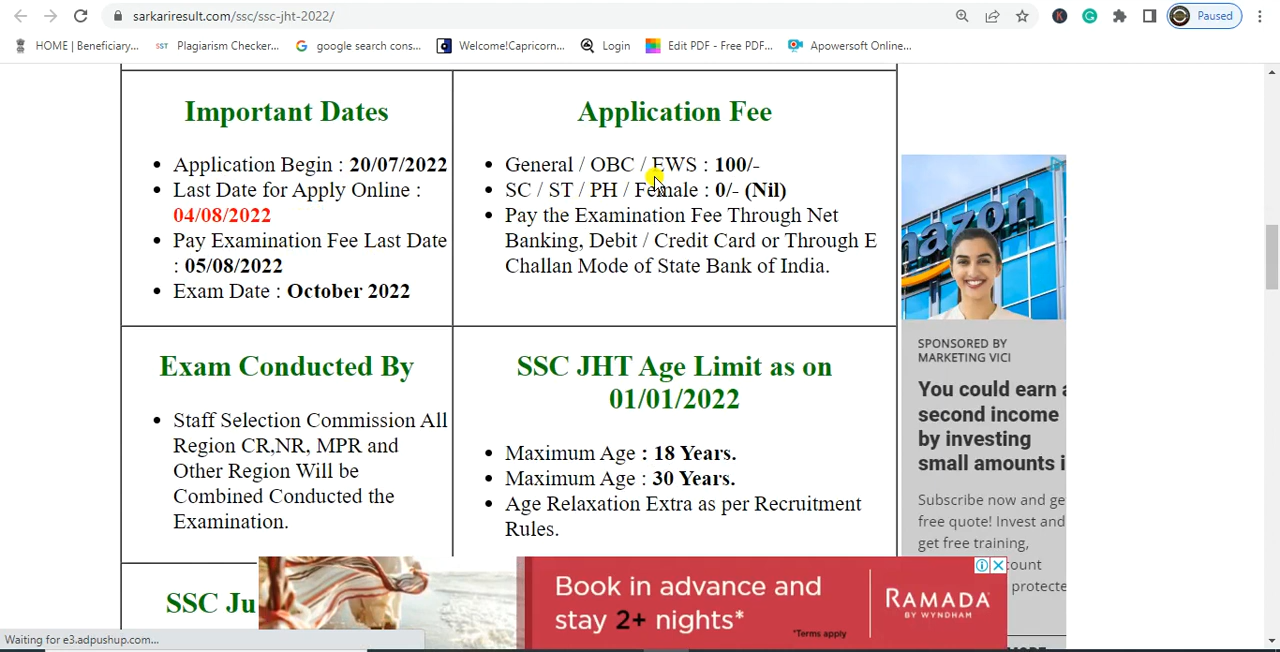 sarkariresult.com/ssc/ssc-jht-2022/
Paused
HOME | Beneficiary...
SST Plagiarism Checker...
google search cons...
Welcome!Capricorn...
Login
Edit PDF - Free PDF...
Apowersoft Online...
Important Dates
Application Begin : 20/07/2022
Last Date for Apply Online :
04/08/2022
Pay Examination Fee Last Date
: 05/08/2022
Exam Date : October 2022
Application Fee
General / OBC / EWS : 100/-
SC / ST / PH / Female : 0/- (Nil)
Pay the Examination Fee Through Net
Banking, Debit / Credit Card or Through E
Challan Mode of State Bank of India.
Exam Conducted By
Staff Selection Commission All
Region CR,NR, MPR and
Other Region Will be
Combined Conducted the
Examination.
SSC JHT Age Limit as on
01/01/2022
Maximum Age : 18 Years.
Maximum Age : 30 Years.
Age Relaxation Extra as per Recruitment
Rules.
SSC Ju
amazon
SPONSORED BY
MARKETING VICI
You could earn a
second income
by investing
small amounts i
Subscribe now and ge
free quote! Invest and
get free training,
count
protecte
Book in advance and
stay 2+ nights*
*Terms apply
RAMADA
BY WYNDHAM
Waiting for e3.adpushup.com...